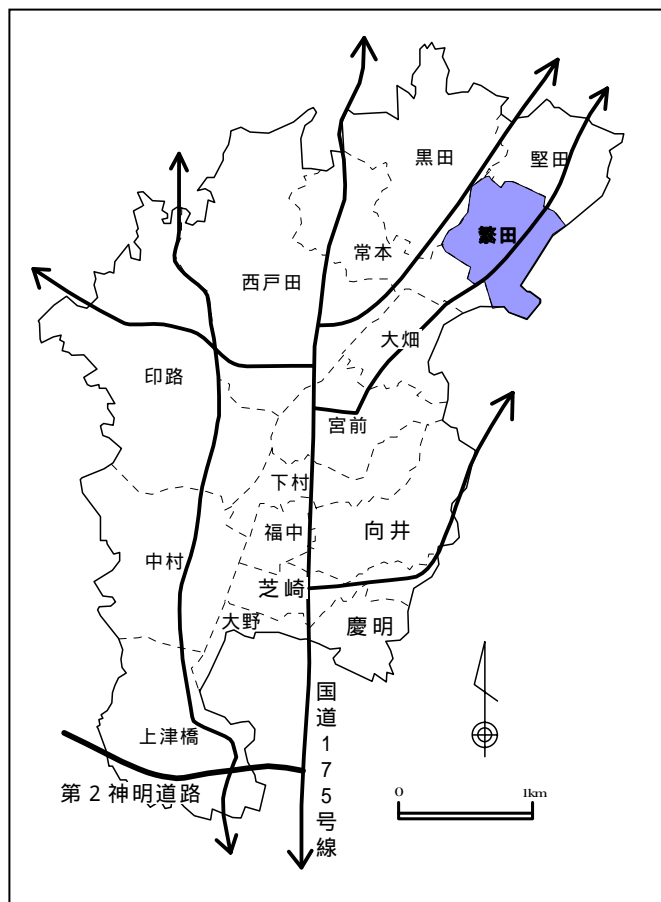 黒田
堅田
繁田
常本
西戸田
大畑
印路
宮前
下村
福中
向井
中村
芝崎
大野
慶明
上津橋
国道175号線
第2神明道路
0
1km